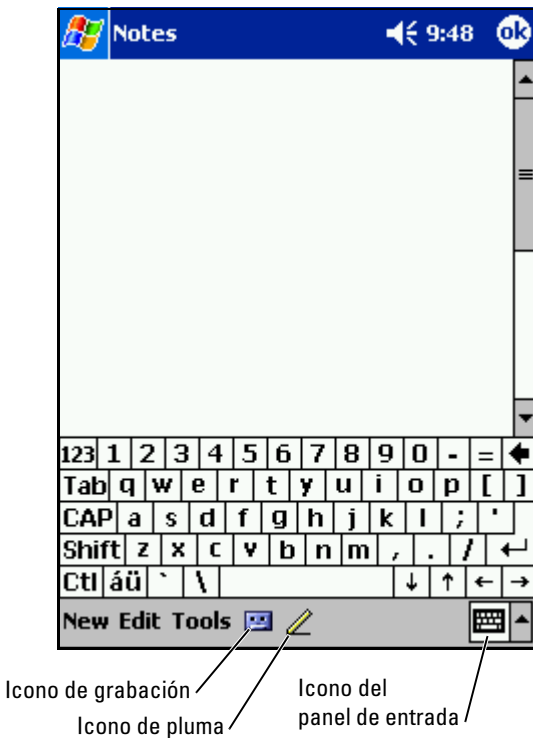 Notes 9:48 ok
123 1 2 3 4 5 6 7 8 9 0 - = ←
Tab q w e r t y u i o p [ ]
CAP a s d f g h j k l ; '
Shift z x c v b n m , . / ↵
Ctl áü ` \ ↓ ↑ ← →
New Edit Tools
Icono de grabación
Icono de pluma
Icono del
panel de entrada